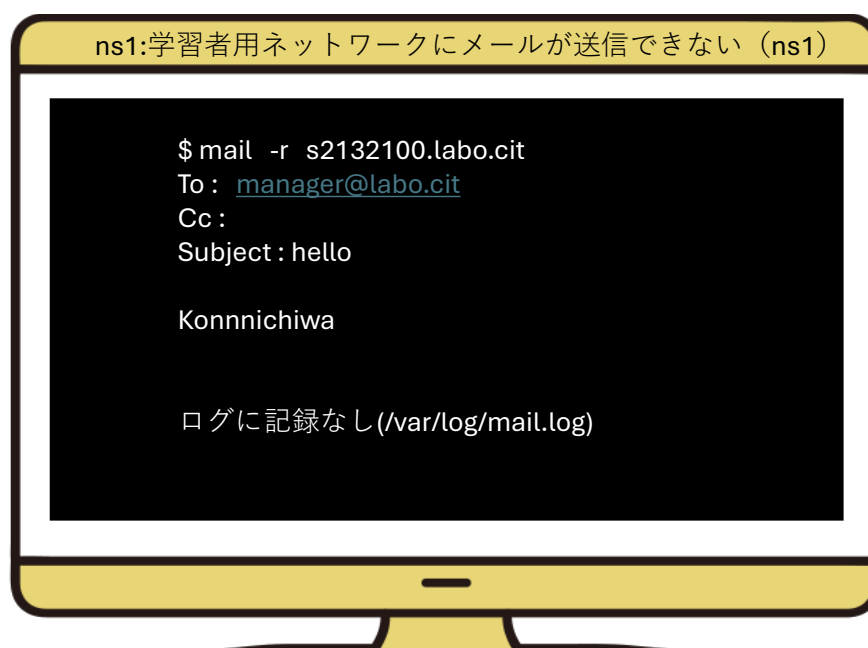 ns1:学習者用ネットワークにメールが送信できない（ns1）
$ mail -r s2132100.labo.cit
To : manager@labo.cit
Cc :
Subject : hello
Konnnichiwa
ログに記録なし(/var/log/mail.log)